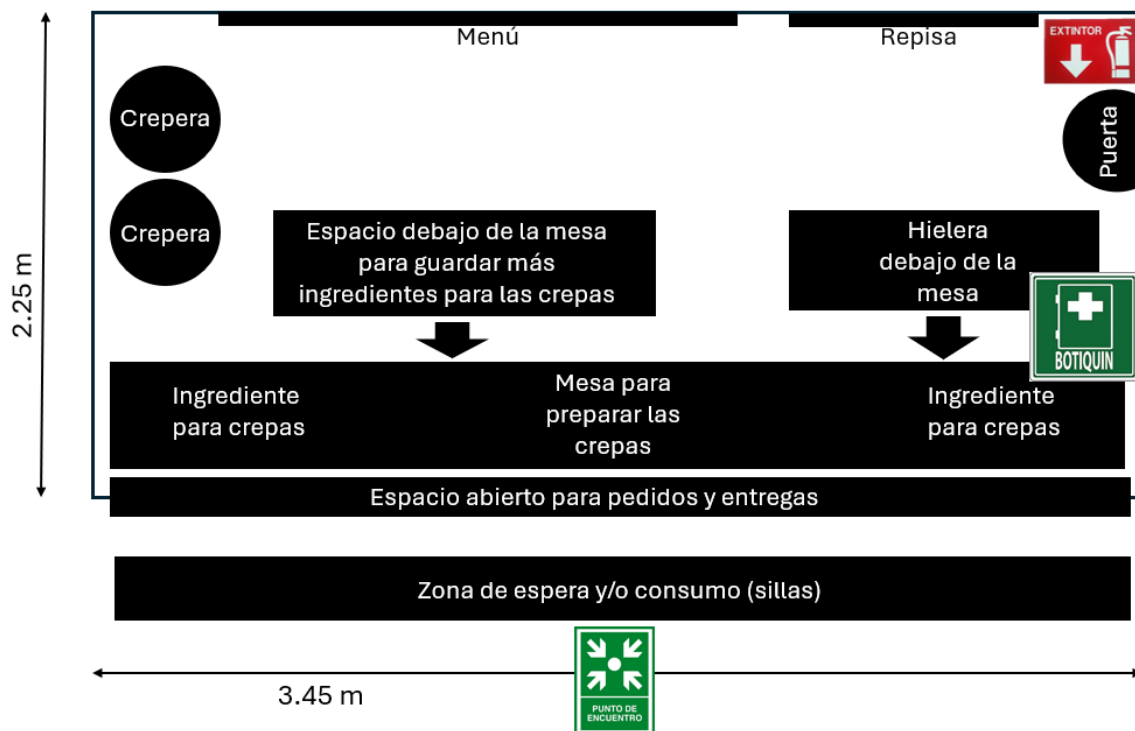 Menú
Repisa
EXTINTOR
Crepera
Puerta
Crepera
Espacio debajo de la mesa
para guardar más
ingredientes para las crepas
Hielera
debajo de la
mesa
2.25 m
BOTIQUIN
Ingrediente
para crepas
Mesa para
preparar las
crepas
Ingrediente
para crepas
Espacio abierto para pedidos y entregas
Zona de espera y/o consumo (sillas)
3.45 m
PUNTO DE
ENCUENTRO